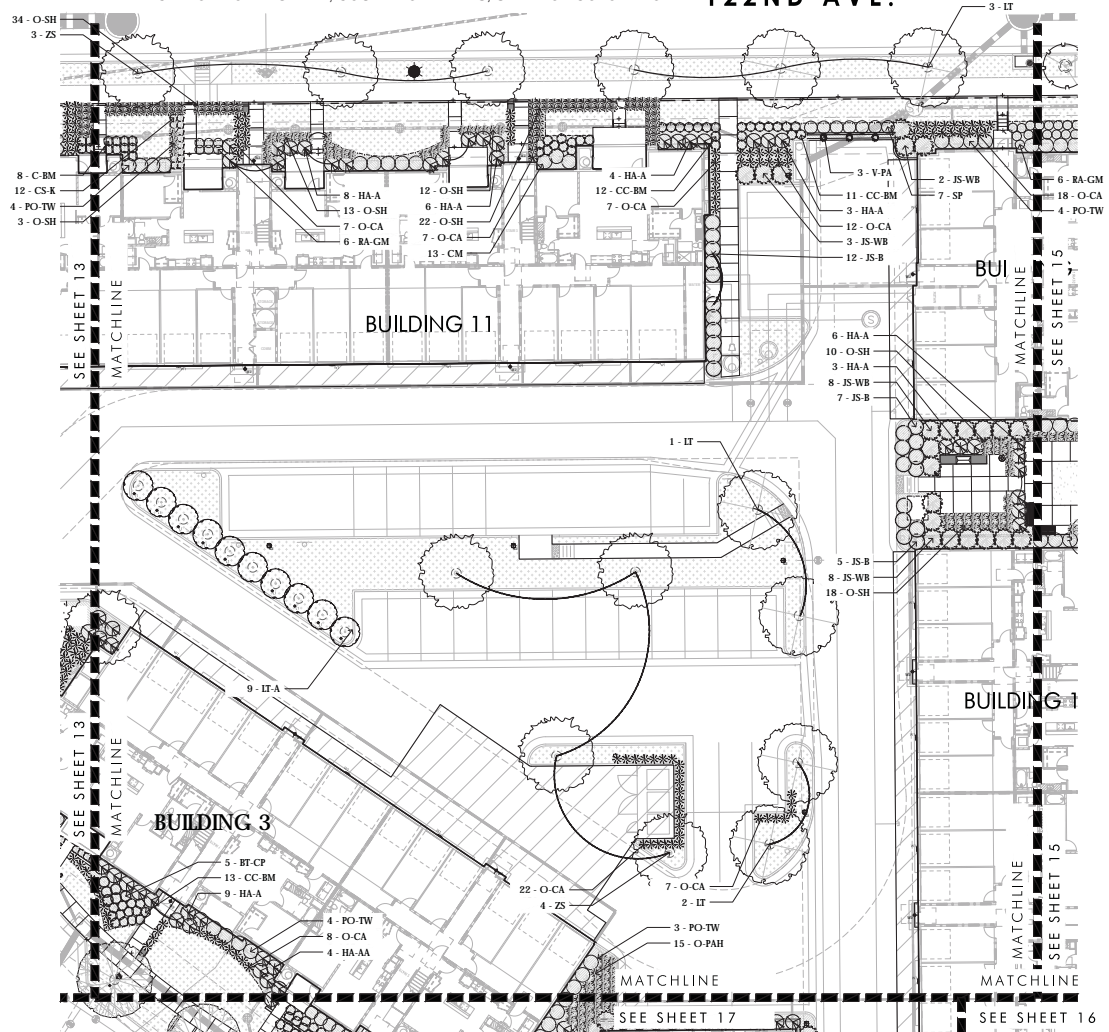 122ND AVE.
34 - O-SH
3 - ZS
3 - LT
8 - C-BM
12 - CS-K
4 - PO-TW
3 - O-SH
8 - HA-A
13 - O-SH
7 - O-CA
6 - RA-GM
12 - O-SH
6 - HA-A
22 - O-SH
7 - O-CA
13 - CM
4 - HA-A
12 - CC-BM
7 - O-CA
3 - V-PA
11 - CC-BM
3 - HA-A
12 - O-CA
3 - JS-WB
12 - JS-B
2 - JS-WB
7 - SP
6 - RA-GM
18 - O-CA
4 - PO-TW
SEE SHEET 13
MATCHLINE
BUILDING 11
BUI
MATCHLINE
SEE SHEET 15
S
6 - HA-A
10 - O-SH
3 - HA-A
8 - JS-WB
7 - JS-B
1 - LT
5 - JS-B
8 - JS-WB
18 - O-SH
9 - LT-A
BUILDING 1
SEE SHEET 13
MATCHLINE
BUILDING 3
5 - BT-CP
13 - CC-BM
9 - HA-A
4 - PO-TW
8 - O-CA
4 - HA-AA
22 - O-CA
4 - ZS
7 - O-CA
2 - LT
3 - PO-TW
15 - O-PAH
MATCHLINE
SEE SHEET 15
MATCHLINE
MATCHLINE
SEE SHEET 17
SEE SHEET 16